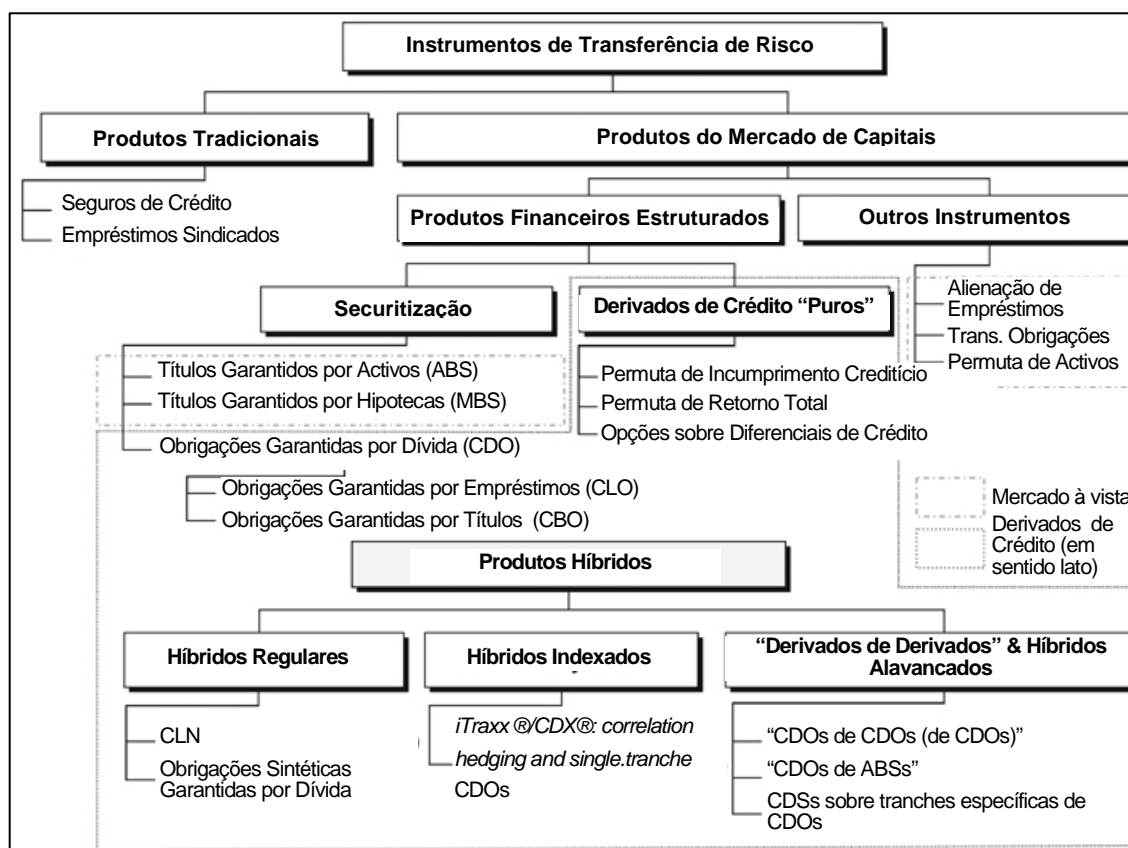 Instrumentos de Transferência de Risco
Produtos Tradicionais
Produtos do Mercado de Capitais
Seguros de Crédito
Empréstimos Sindicados
Produtos Financeiros Estruturados
Outros Instrumentos
Securitização
Derivados de Crédito “Puros”
Alienação de
Empréstimos
Trans. Obrigações
Permuta de Activos
Títulos Garantidos por Activos (ABS)
Títulos Garantidos por Hipotecas (MBS)
Obrigações Garantidas por Dívida (CDO)
Permuta de Incumprimento Creditício
Permuta de Retorno Total
Opções sobre Diferenciais de Crédito
Obrigações Garantidas por Empréstimos (CLO)
Obrigações Garantidas por Títulos (CBO)
Mercado à vista
Derivados de
Crédito (em
sentido lato)
Produtos Híbridos
Híbridos Regulares
Híbridos Indexados
“Derivados de Derivados” & Híbridos
Alavancados
CLN
Obrigações Sintéticas
Garantidas por Dívida
iTraxx ®/CDX®: correlation
hedging and single.tranche
CDOs
“CDOs de CDOs (de CDOs)”
“CDOs de ABSs”
CDSs sobre tranches específicas de
CDOs